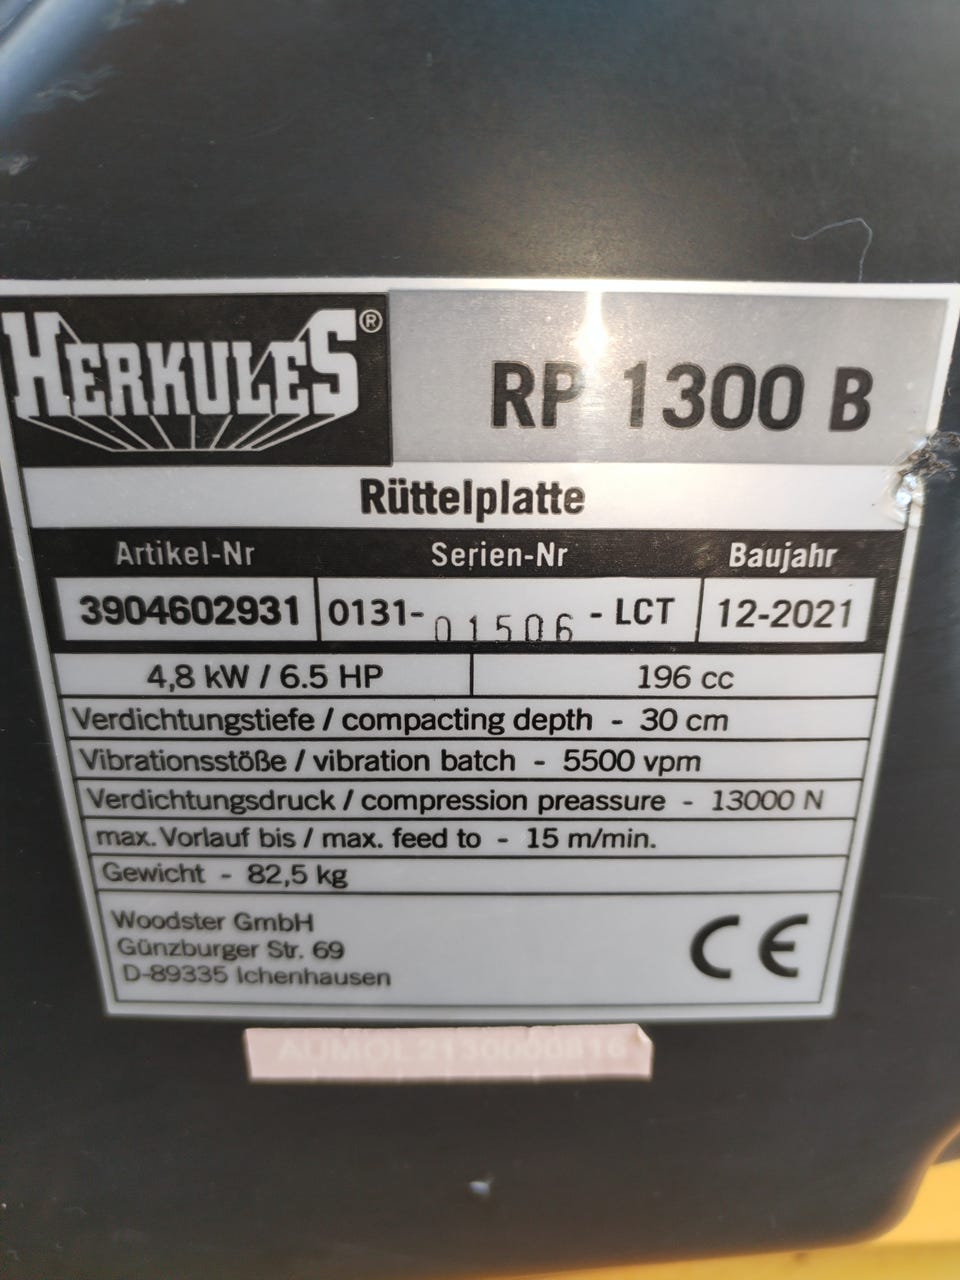 HERKULES®
RP 1300 B
Rüttelplatte
Artikel-Nr Serien-Nr Baujahr
3904602931 0131-01506-LCT 12-2021
4,8 kW / 6.5 HP 196 cc
Verdichtungstiefe / compacting depth - 30 cm
Vibrationsstöße / vibration batch - 5500 vpm
Verdichtungsdruck / compression preassure - 13000 N
max. Vorlauf bis / max. feed to - 15 m/min.
Gewicht - 82,5 kg
Woodster GmbH
Günzburger Str. 69
D-89335 Ichenhausen
CE